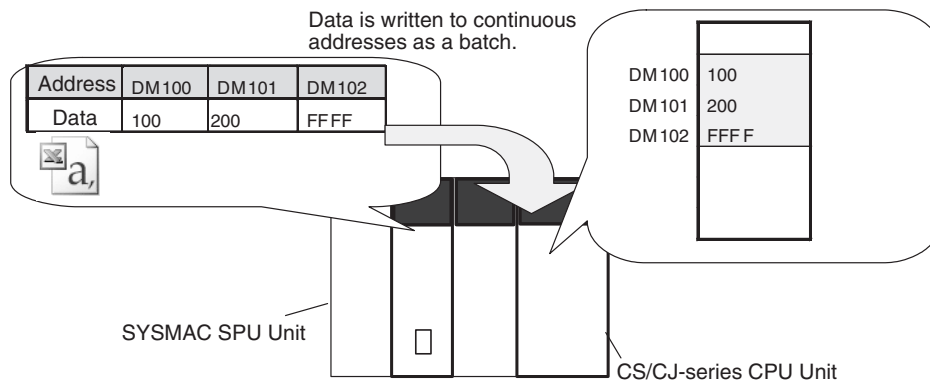 Data is written to continuous
addresses as a batch.
Address DM100 DM101 DM102
Data 100 200 FFFF
a,
DM100 100
DM101 200
DM102 FFFF
SYSMAC SPU Unit
CS/CJ-series CPU Unit